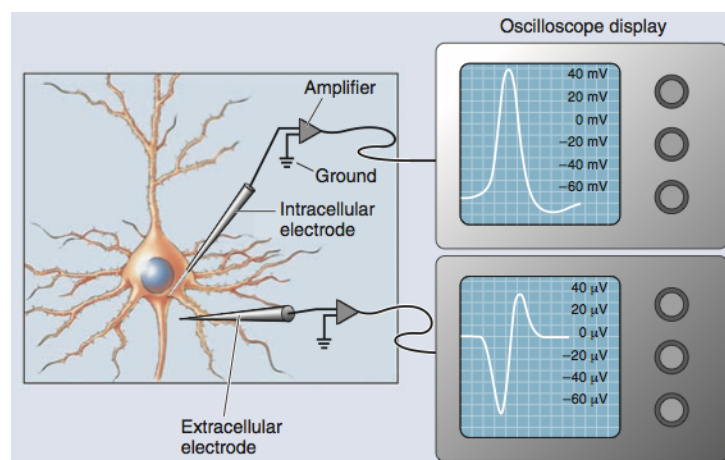 Oscilloscope display
Amplifier
Ground
Intracellular
electrode
Extracellular
electrode
40 mV
20 mV
0 mV
−20 mV
−40 mV
−60 mV
40 μV
20 μV
0 μV
−20 μV
−40 μV
−60 μV